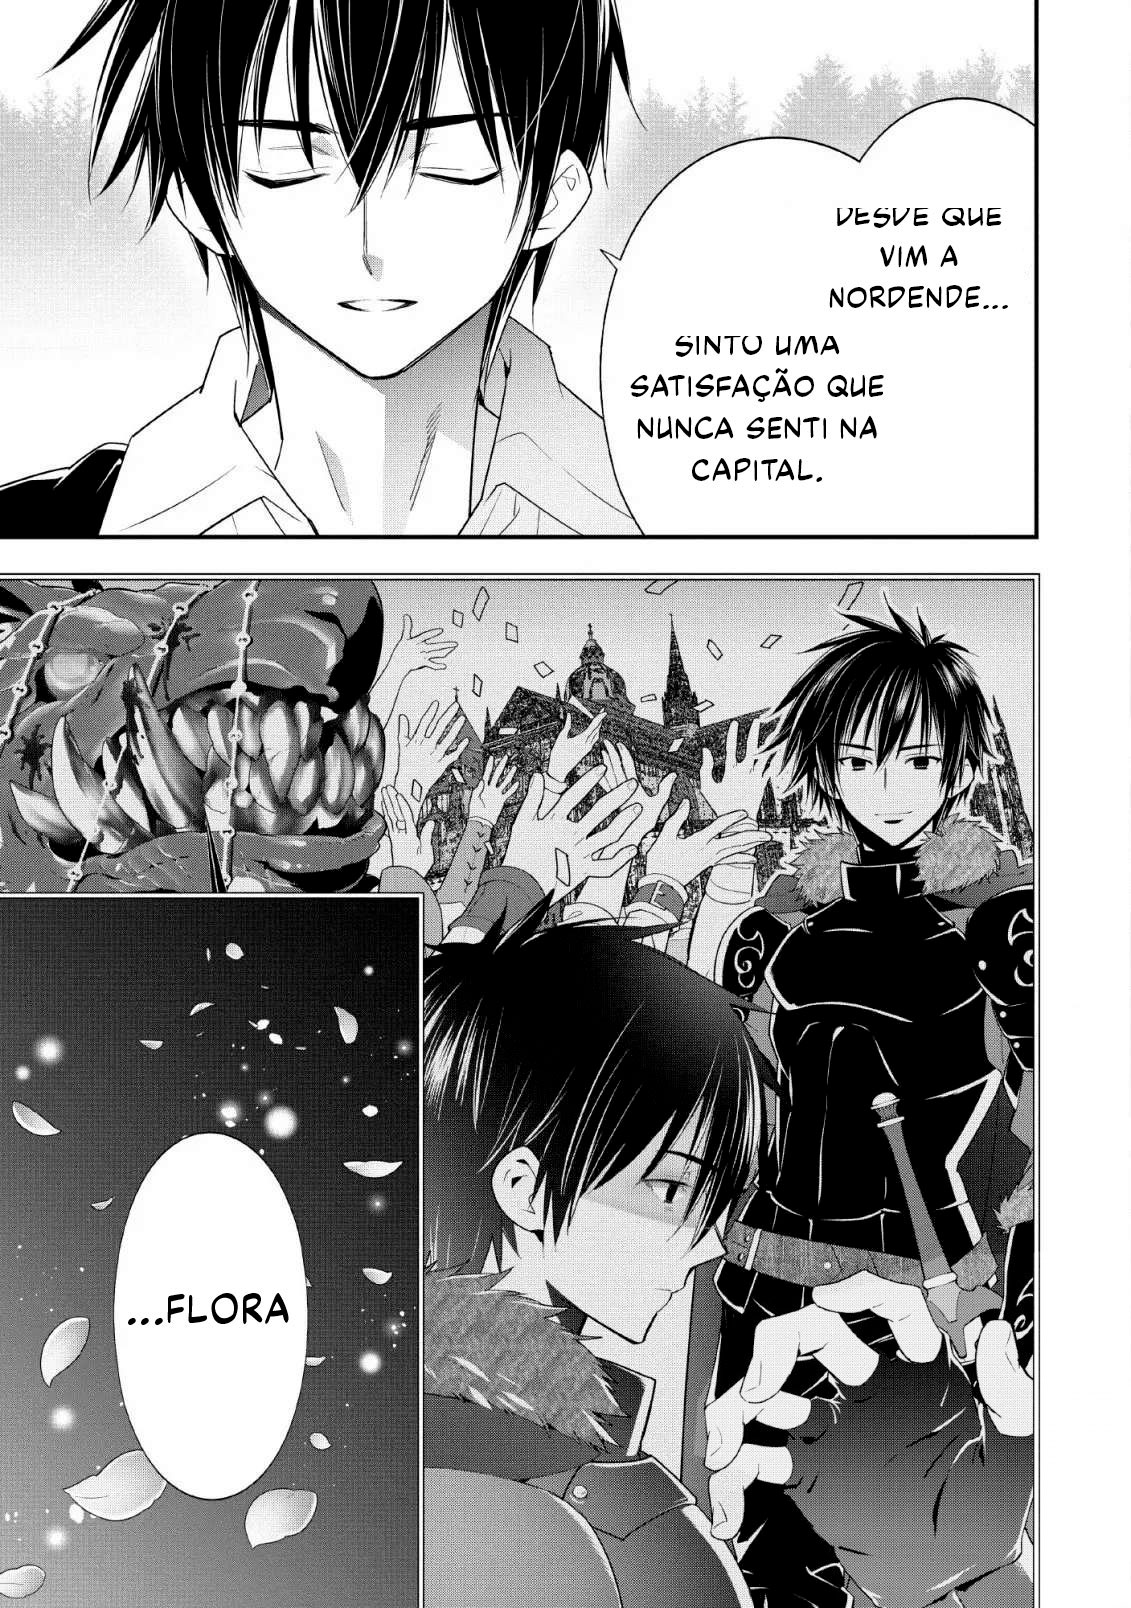 DESDE QUE
VIM A
NORDENDE...
SINTO UMA
SATISFAÇÃO QUE
NUNCA SENTI NA
CAPITAL.
...FLORA